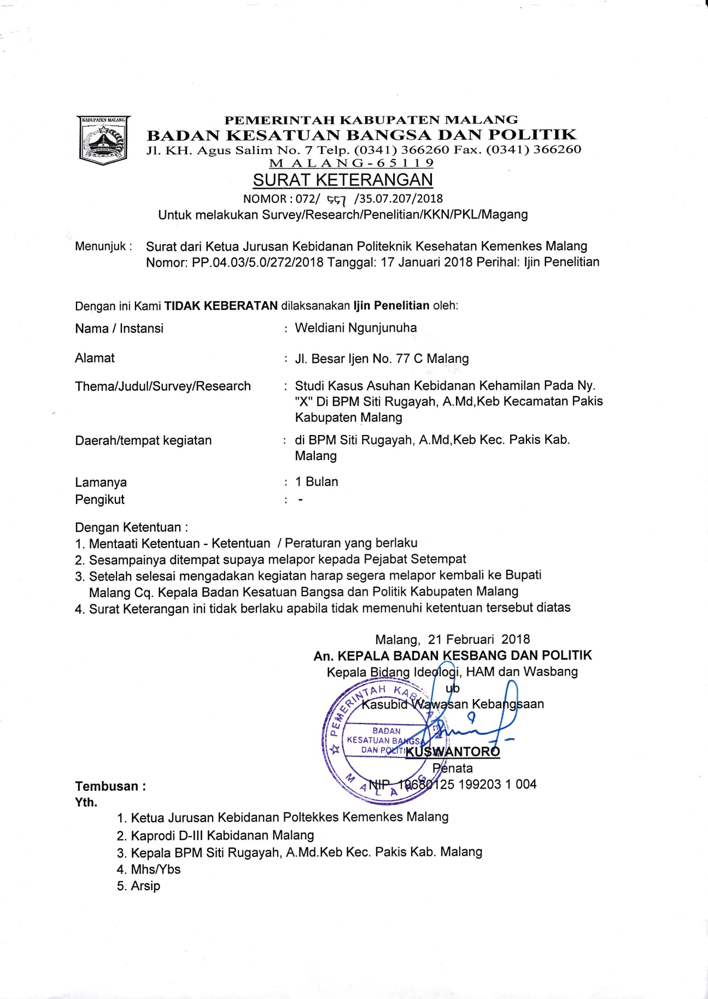 KABUPATEN MALANG
PEMERINTAH KABUPATEN MALANG
BADAN KESATUAN BANGSA DAN POLITIK
Jl. KH. Agus Salim No. 7 Telp. (0341) 366260 Fax. (0341) 366260
M A L A N G - 6 5 1 1 9
SURAT KETERANGAN
NOMOR : 072/ 557 /35.07.207/2018
Untuk melakukan Survey/Research/Penelitian/KKN/PKL/Magang
Menunjuk : Surat dari Ketua Jurusan Kebidanan Politeknik Kesehatan Kemenkes Malang
Nomor: PP.04.03/5.0/272/2018 Tanggal: 17 Januari 2018 Perihal: Ijin Penelitian
Dengan ini Kami TIDAK KEBERATAN dilaksanakan Ijin Penelitian oleh:
Nama / Instansi : Weldiani Ngunjunuha
Alamat : Jl. Besar Ijen No. 77 C Malang
Thema/Judul/Survey/Research : Studi Kasus Asuhan Kebidanan Kehamilan Pada Ny.
"X" Di BPM Siti Rugayah, A.Md,Keb Kecamatan Pakis
Kabupaten Malang
Daerah/tempat kegiatan : di BPM Siti Rugayah, A.Md,Keb Kec. Pakis Kab.
Malang
Lamanya : 1 Bulan
Pengikut : -
Dengan Ketentuan :
1. Mentaati Ketentuan - Ketentuan / Peraturan yang berlaku
2. Sesampainya ditempat supaya melapor kepada Pejabat Setempat
3. Setelah selesai mengadakan kegiatan harap segera melapor kembali ke Bupati
Malang Cq. Kepala Badan Kesatuan Bangsa dan Politik Kabupaten Malang
4. Surat Keterangan ini tidak berlaku apabila tidak memenuhi ketentuan tersebut diatas
Malang, 21 Februari 2018
An. KEPALA BADAN KESBANG DAN POLITIK
Kepala Bidang Ideologi, HAM dan Wasbang
ub
Kasubid Wawasan Kebangsaan
PEMERINTAH KABUPATEN
BADAN
KESATUAN BANGSA
DAN POLITIK
MALANG
KUSWANTORO
Penata
NIP. 19680125 199203 1 004
Tembusan :
Yth.
1. Ketua Jurusan Kebidanan Poltekkes Kemenkes Malang
2. Kaprodi D-III Kabidanan Malang
3. Kepala BPM Siti Rugayah, A.Md.Keb Kec. Pakis Kab. Malang
4. Mhs/Ybs
5. Arsip